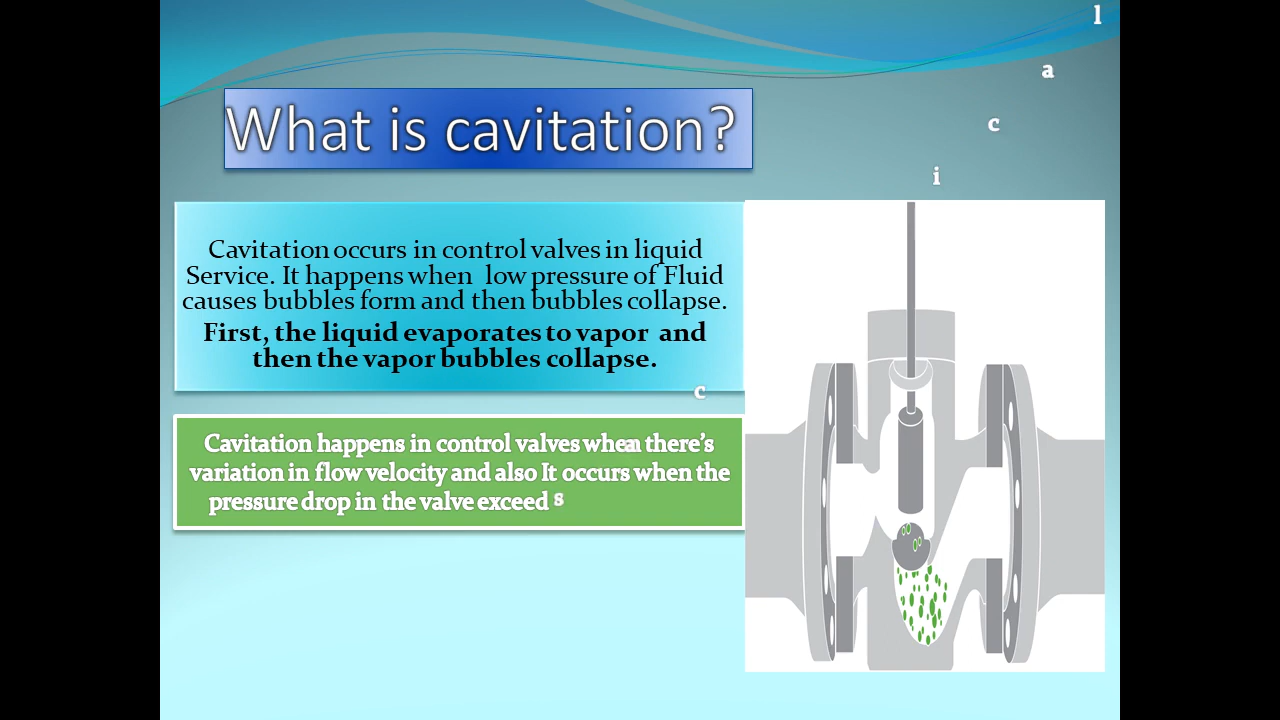 What is cavitation?
Cavitation occurs in control valves in liquid
Service. It happens when low pressure of Fluid
causes bubbles form and then bubbles collapse.
First, the liquid evaporates to vapor and
then the vapor bubbles collapse.
Cavitation happens in control valves when there's
variation in flow velocity and also It occurs when the
pressure drop in the valve exceed s
c
i
c
a
l